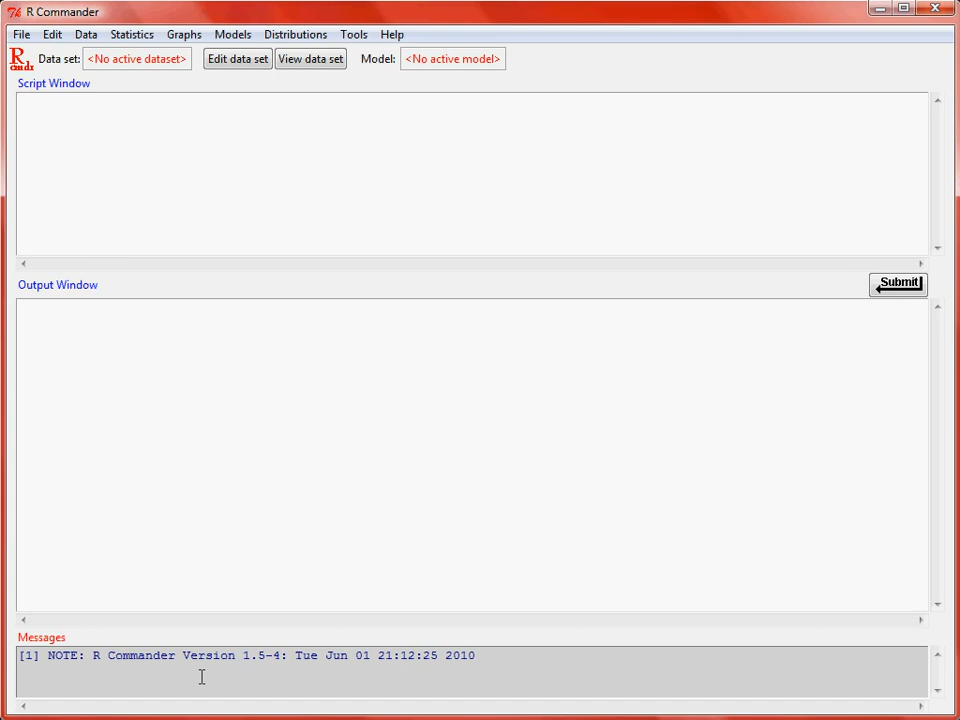 R Commander
File Edit Data Statistics Graphs Models Distributions Tools Help
R cmdr Data set: <No active dataset> Edit data set View data set Model: <No active model>
Script Window
Output Window Submit
Messages
[1] NOTE: R Commander Version 1.5-4: Tue Jun 01 21:12:25 2010